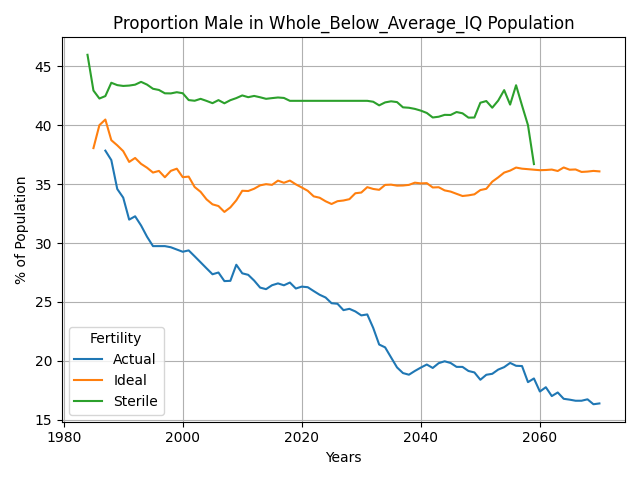 Proportion Male in Whole_Below_Average_IQ Population
45
40
35
30
25
20
15
% of Population
Fertility
Actual
Ideal
Sterile
1980
2000
2020
2040
2060
Years